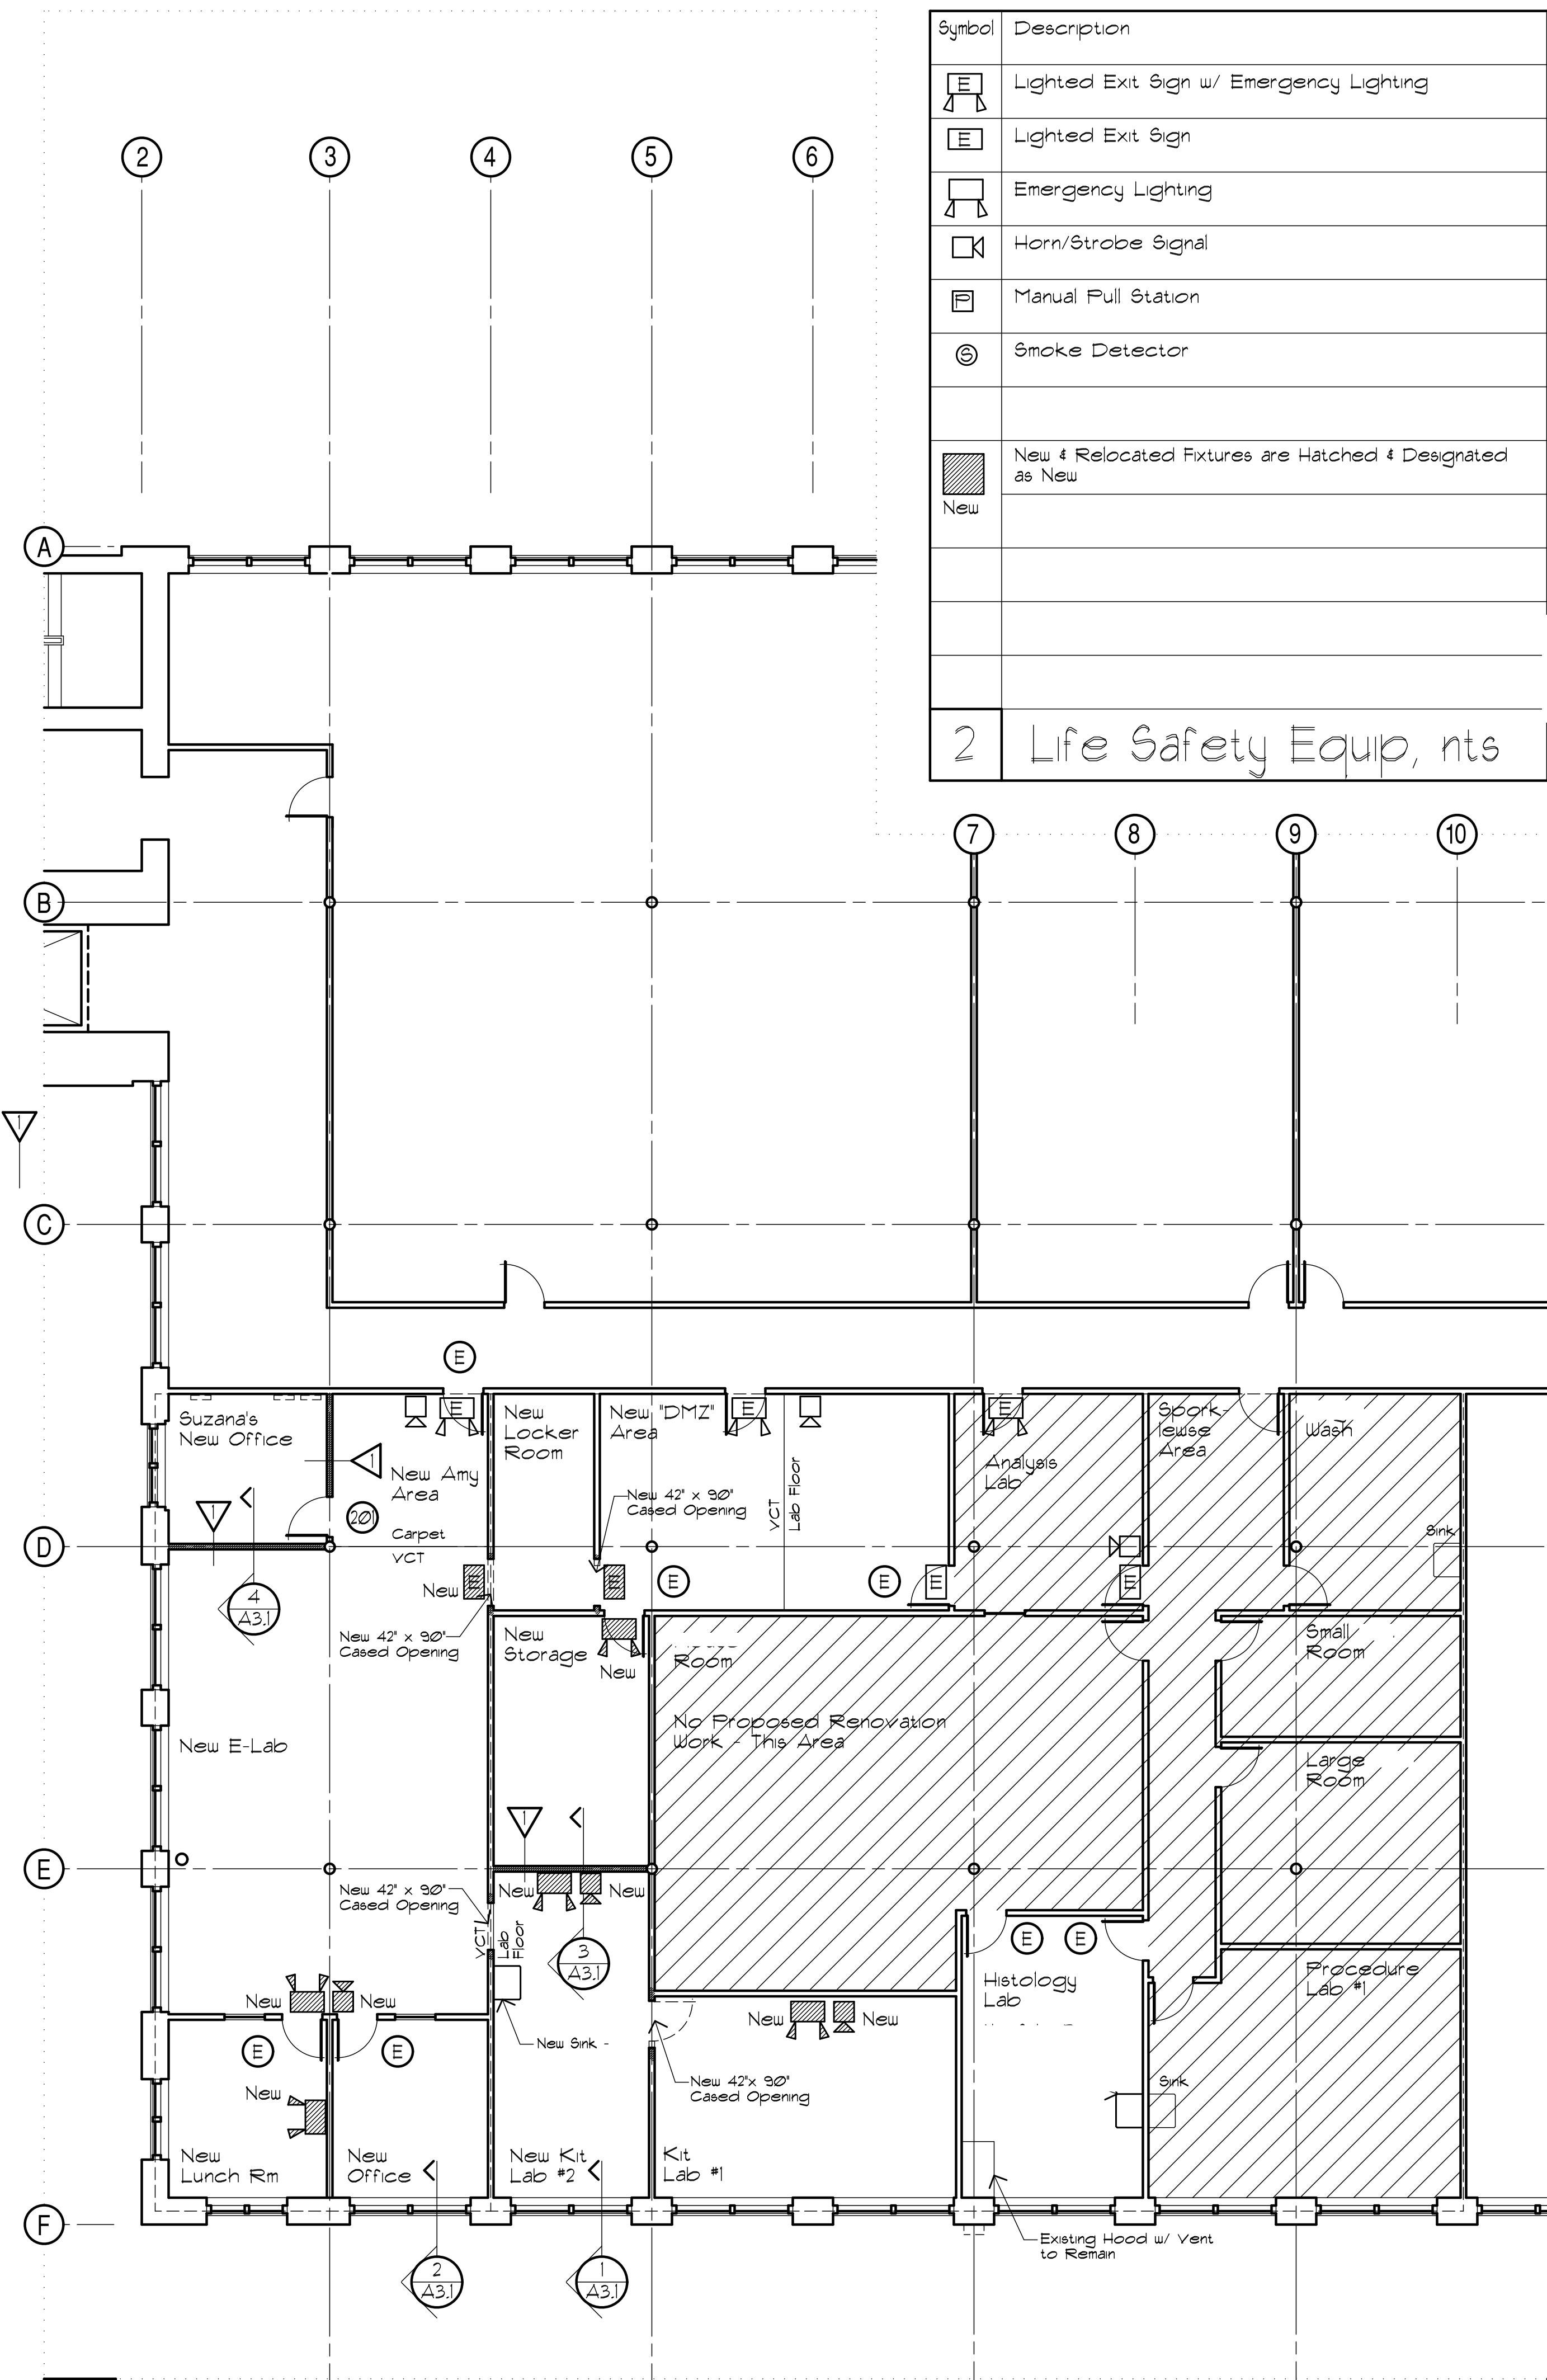 Symbol Description
E Lighted Exit Sign w/ Emergency Lighting
E Lighted Exit Sign
Emergency Lighting
Horn/Strobe Signal
P Manual Pull Station
S Smoke Detector
New & Relocated Fixtures are Hatched & Designated
as New
New
2 Life Safety Equip, nts
2 3 4 5 6
A
7 8 9 10
B
1
C
E
D
E
F
Suzana's
New Office
1
1
201
New Amy
Area
Carpet
VCT
E
New
Locker
Room
New "DMZ"
Area
E
New 42" x 90"
Cased Opening
VCT
Lab Floor
E
Analysis
Lab
Spork-
lewse
Area
Wash
Sink
New
E
E
E
E
E
E
4
A3.1
New 42" x 90"
Cased Opening
New
Storage
New
Room
No Proposed Renovation
Work - This Area
Small
Room
Large
Room
New E-Lab
1
New
New
New 42" x 90"
Cased Opening
VCT
Lab
Floor
3
A3.1
E
E
Histology
Lab
Procedure
Lab #1
New
New
E
E
New Sink -
New
New
New 42"x 90"
Cased Opening
Sink
New
New
Lunch Rm
New
Office
New Kit
Lab #2
Kit
Lab #1
Existing Hood w/ Vent
to Remain
2
A3.1
1
A3.1